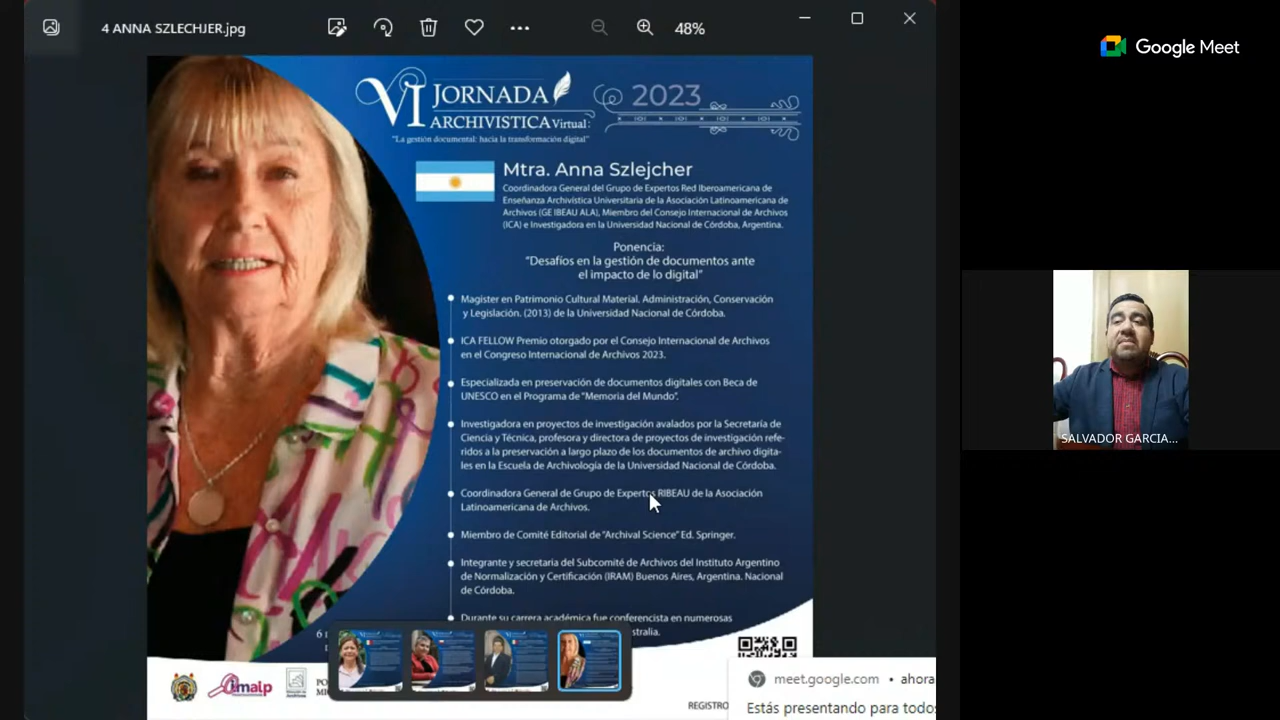 4 ANNA SZLECHJER.jpg
48%
Google Meet
VI JORNADA
ARCHIVISTICA Virtual:
2023
"La gestión documental: hacia la transformación digital"
Mtra. Anna Szlejcher
Coordinadora General del Grupo de Expertos Red Iberoamericana de
Enseñanza Archivística Universitaria de la Asociación Latinoamericana de
Archivos (GE IBEAU ALA), Miembro del Consejo Internacional de Archivos
(ICA) e Investigadora en la Universidad Nacional de Córdoba, Argentina.
Ponencia:
"Desafíos en la gestión de documentos ante
el impacto de lo digital"
Magíster en Patrimonio Cultural Material. Administración, Conservación
y Legislación. (2013) de la Universidad Nacional de Córdoba.
ICA FELLOW Premio otorgado por el Consejo Internacional de Archivos
en el Congreso Internacional de Archivos 2023.
Especializada en preservación de documentos digitales con Beca de
UNESCO en el Programa de "Memoria del Mundo".
Investigadora en proyectos de investigación avalados por la Secretaría de
Ciencia y Técnica, profesora y directora de proyectos de investigación refe-
ridos a la preservación a largo plazo de los documentos de archivo digita-
les en la Escuela de Archivología de la Universidad Nacional de Córdoba.
Coordinadora General de Grupo de Expertos RIBEAU de la Asociación
Latinoamericana de Archivos.
Miembro de Comité Editorial de "Archival Science" Ed. Springer.
Integrante y secretaria del Subcomité de Archivos del Instituto Argentino
de Normalización y Certificación (IRAM) Buenos Aires, Argentina. Nacional
de Córdoba.
Durante su carrera académica fue conferencista en numerosas
stralia.
6
REGISTRO
SALVADOR GARCIA...
meet.google.com • ahora
Estás presentando para todos